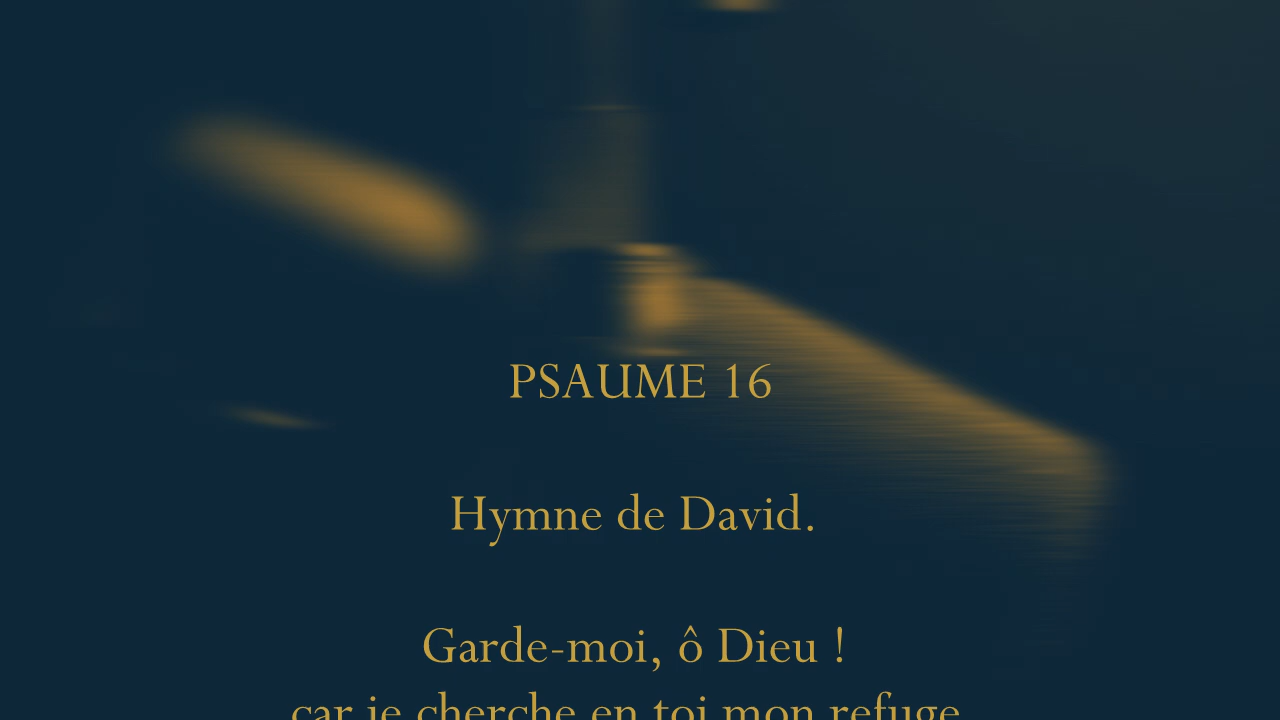 PSAUME 16
Hymne de David.
Garde-moi, ô Dieu !
car je cherche en toi mon refuge